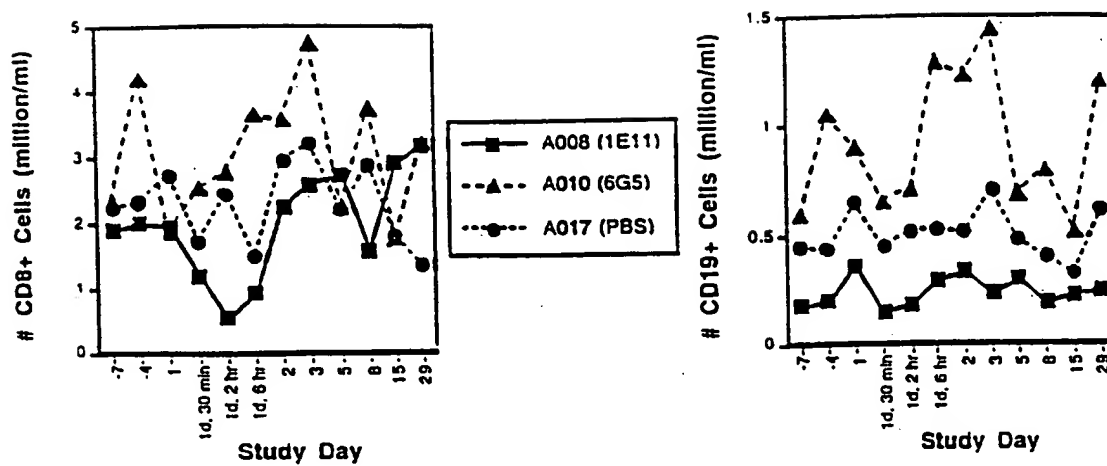 # CD8+ Cells (million/ml)
5
4
3
2
1
0
-7
-4
1
1d, 30 min
1d, 2 hr
1d, 6 hr
2
3
5
8
15
29
Study Day
A008 (1E11)
A010 (6G5)
A017 (PBS)
# CD19+ Cells (million/ml)
1.5
1
0.5
0
-7
-4
1
1d, 30 min
1d, 2 hr
1d, 6 hr
2
3
5
8
15
29
Study Day